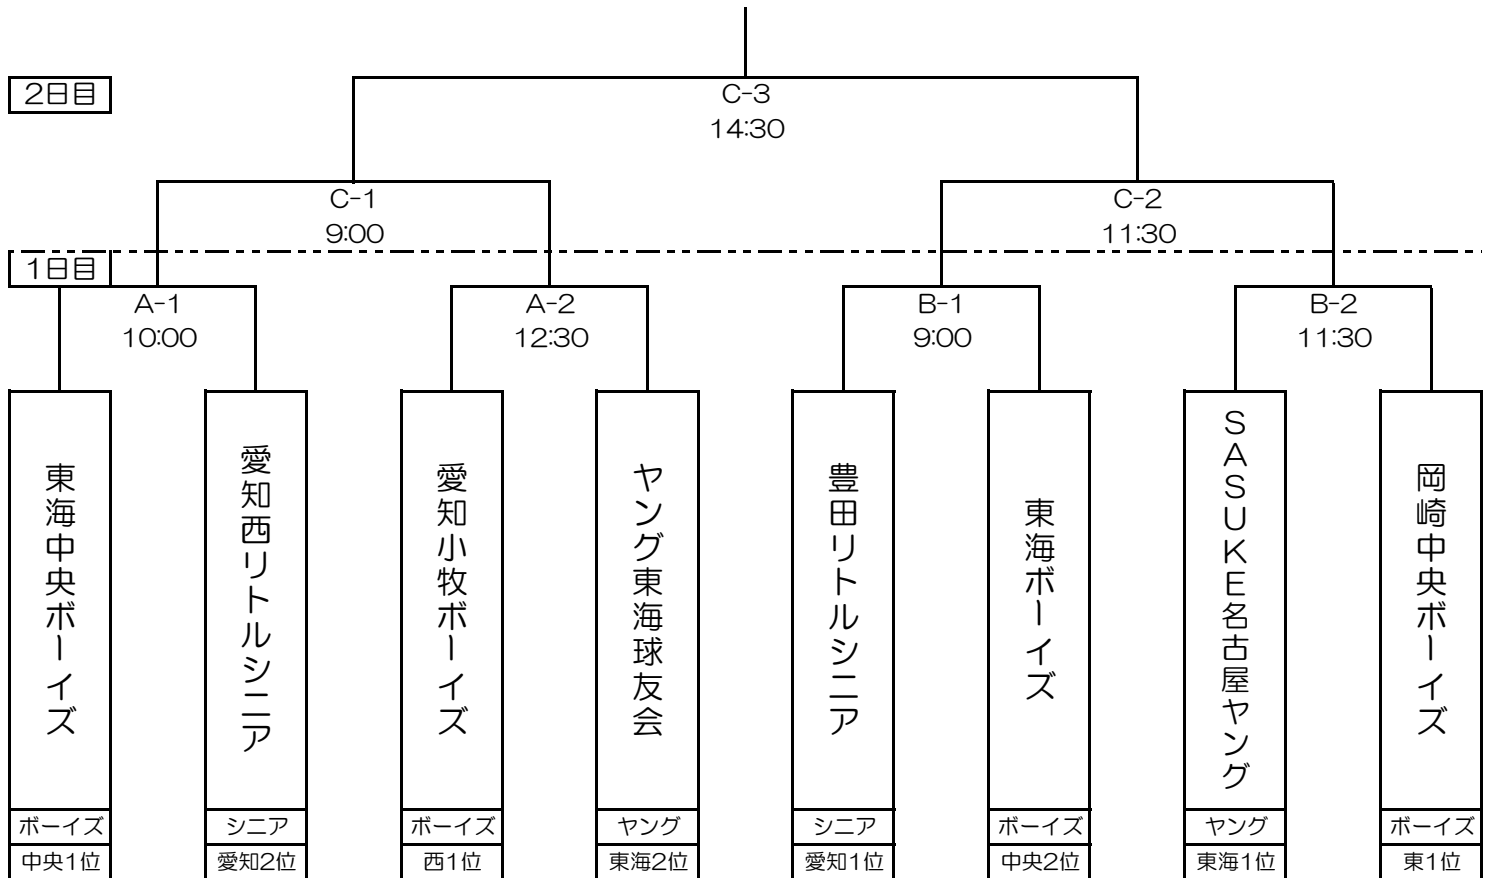 2日目
C-3
14:30
C-1
9:00
C-2
11:30
1日目
A-1
10:00
A-2
12:30
B-1
9:00
B-2
11:30
東海中央ボーイズ
愛知西リトルシニア
愛知小牧ボーイズ
ヤング東海球友会
豊田リトルシニア
東海ボーイズ
SASUKE名古屋ヤング
岡崎中央ボーイズ
ボーイズ
シニア
ボーイズ
ヤング
シニア
ボーイズ
ヤング
ボーイズ
中央1位
愛知2位
西1位
東海2位
愛知1位
中央2位
東海1位
東1位